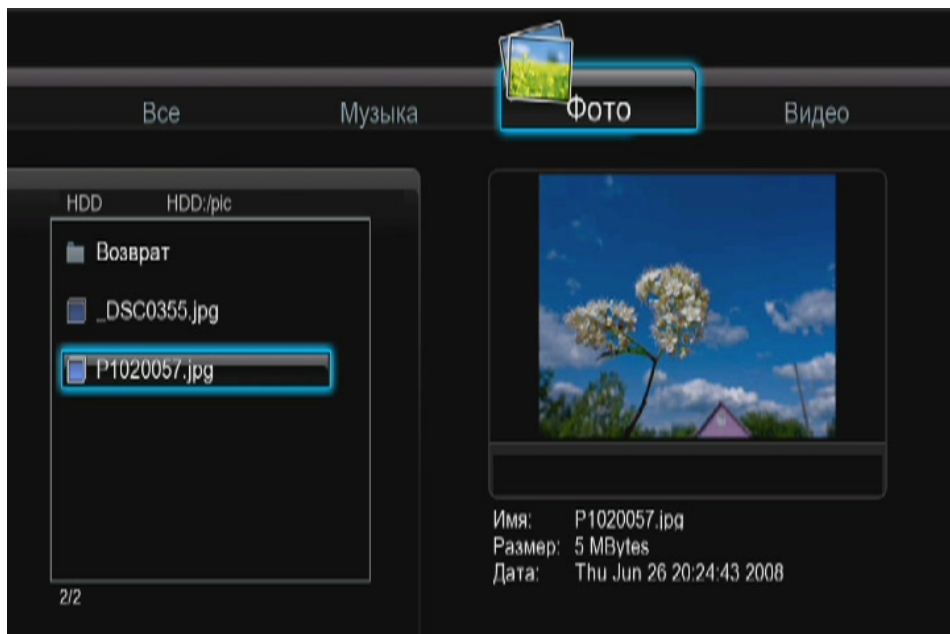 Все Музыка Фото Видео
HDD HDD:/pic
Возврат
_DSC0355.jpg
P1020057.jpg
2/2
Имя: P1020057.jpg
Размер: 5 MBytes
Дата: Thu Jun 26 20:24:43 2008